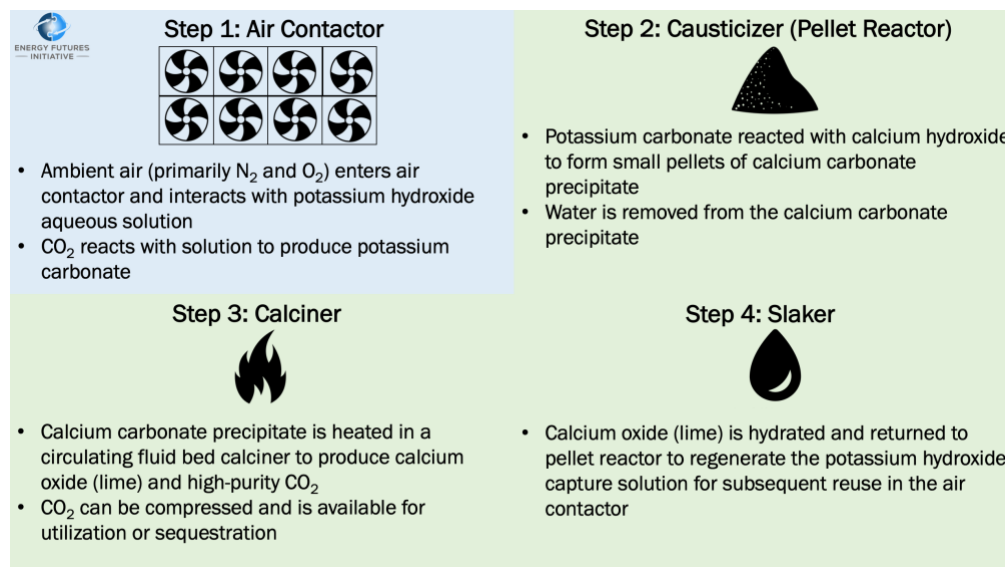 ENERGY FUTURES
INITIATIVE
Step 1: Air Contactor
• Ambient air (primarily N₂ and O₂) enters air
contactor and interacts with potassium hydroxide
aqueous solution
• CO₂ reacts with solution to produce potassium
carbonate
Step 2: Causticizer (Pellet Reactor)
• Potassium carbonate reacted with calcium hydroxide
to form small pellets of calcium carbonate
precipitate
• Water is removed from the calcium carbonate
precipitate
Step 3: Calciner
• Calcium carbonate precipitate is heated in a
circulating fluid bed calciner to produce calcium
oxide (lime) and high-purity CO₂
• CO₂ can be compressed and is available for
utilization or sequestration
Step 4: Slaker
• Calcium oxide (lime) is hydrated and returned to
pellet reactor to regenerate the potassium hydroxide
capture solution for subsequent reuse in the air
contactor